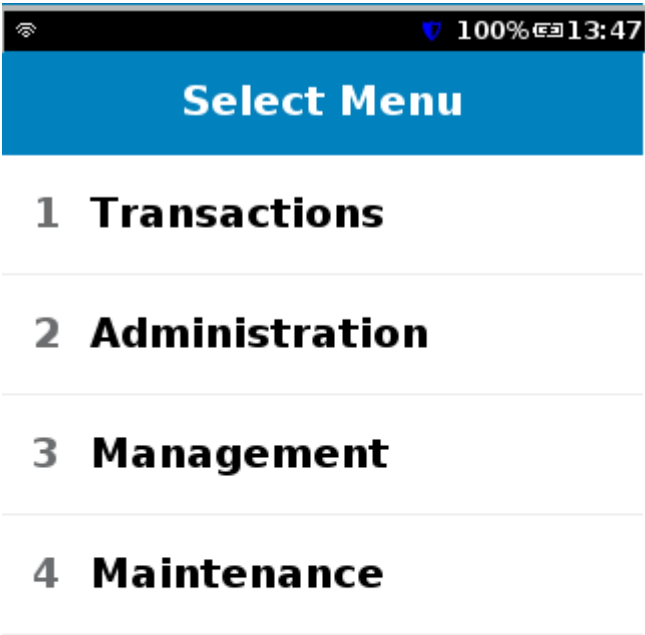 100% 13:47
Select Menu
1 Transactions
2 Administration
3 Management
4 Maintenance